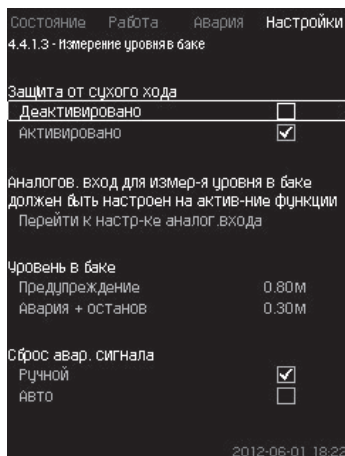 Состояние Работа Авария Настройки
4.4.1.3 - Измерение уровня в баке
Защита от сухого хода
Деактивировано
Активировано
Аналогов. вход для измер-я уровня в баке
должен быть настроен на актив-ние функции
Перейти к настр-ке аналог.входа
Уровень в баке
Предупреждение 0.80м
Авария + останов 0.30м
Сброс авар. сигнала
Ручной
Авто
2012-06-01 18:22